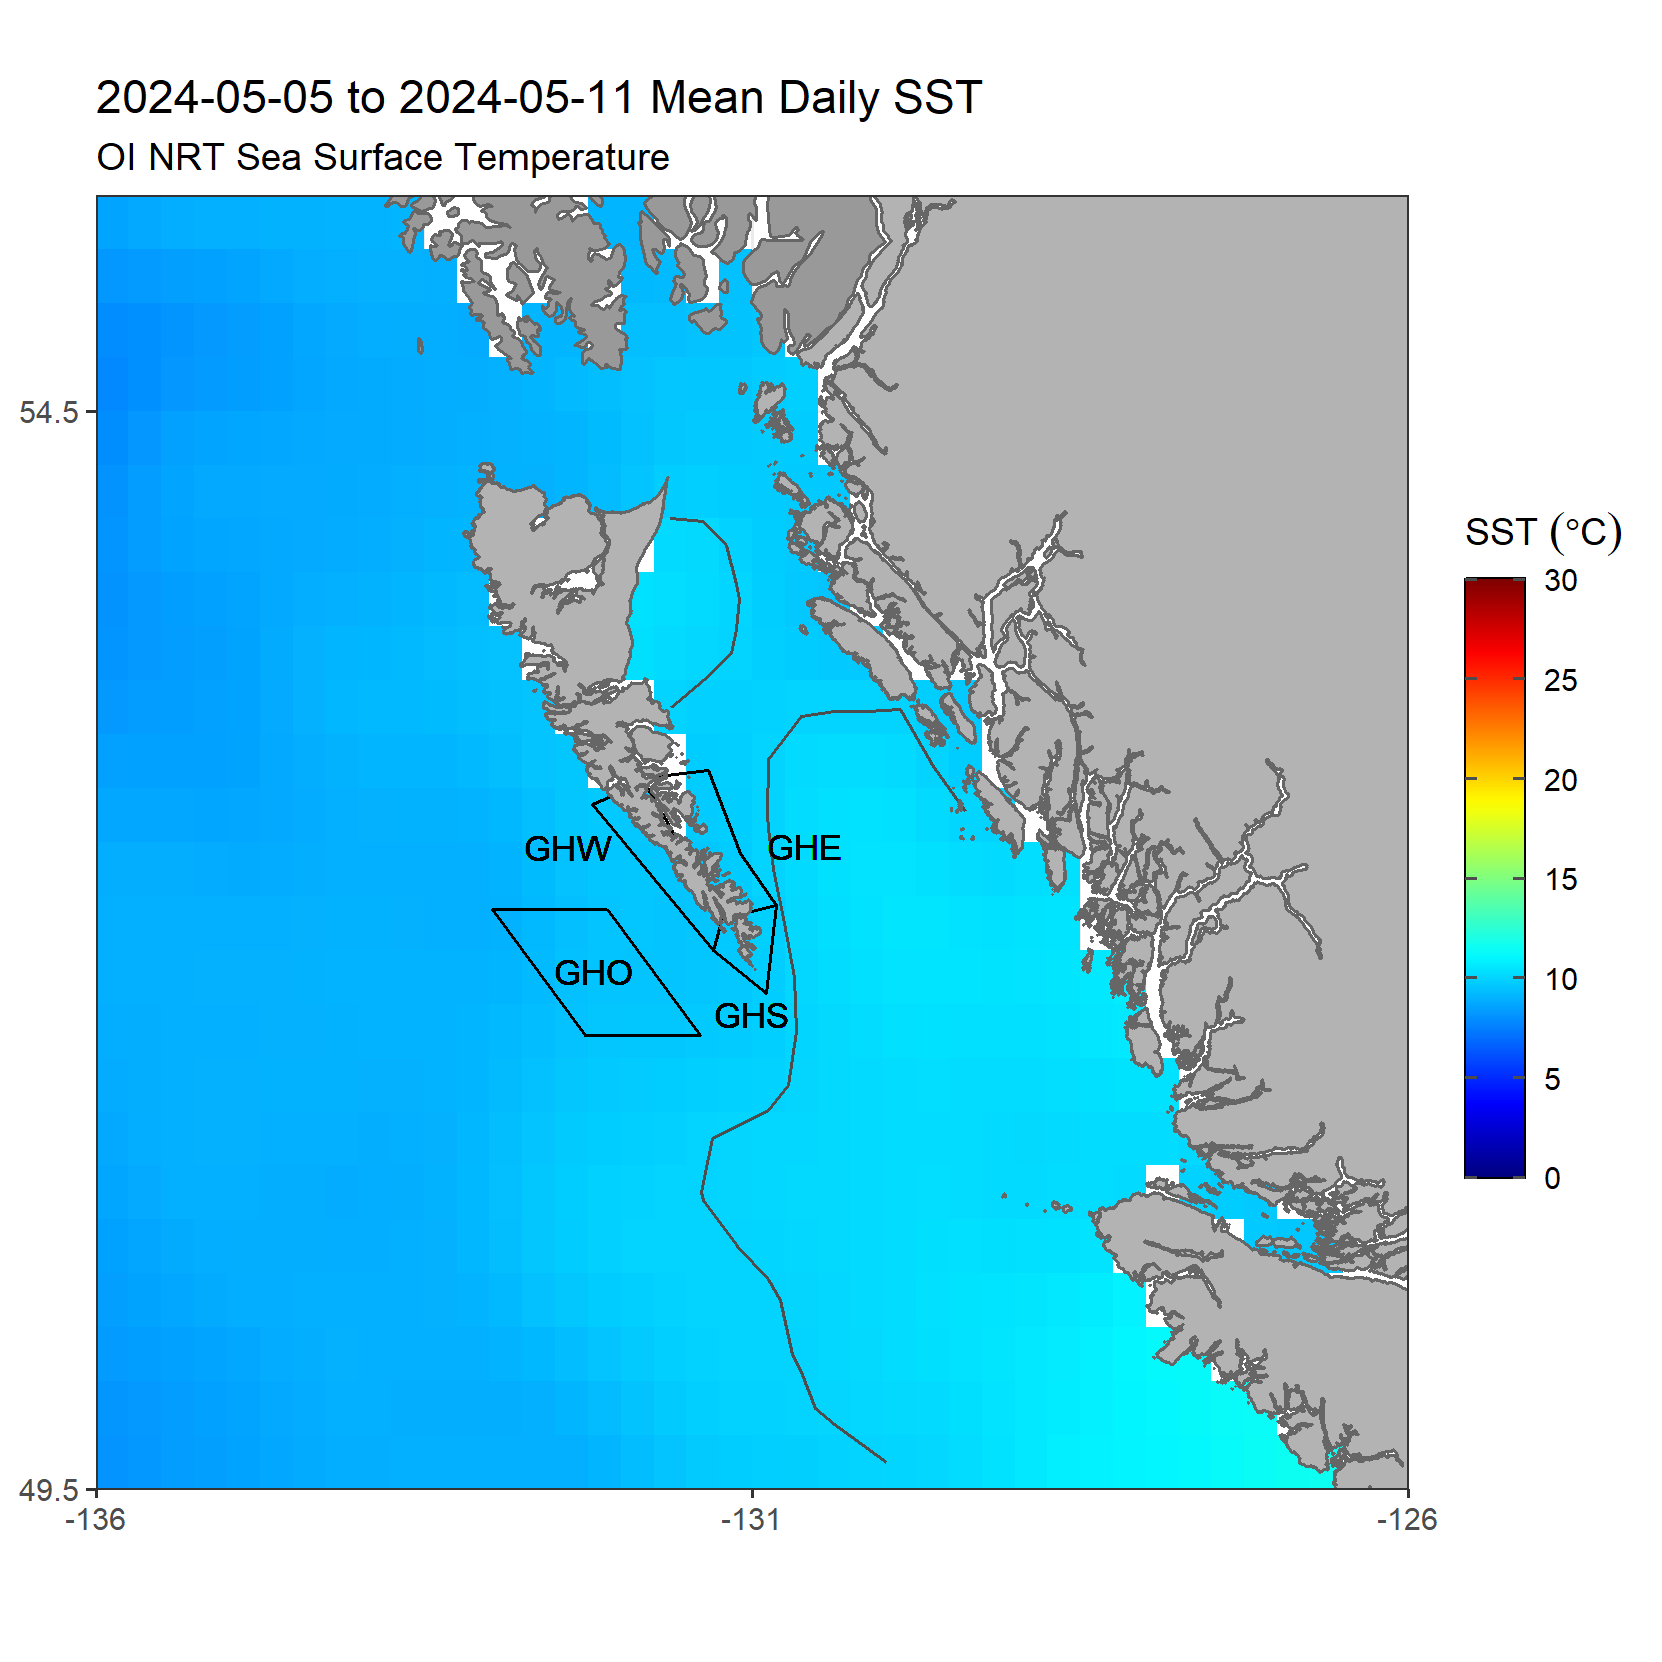 2024-05-05 to 2024-05-11 Mean Daily SST
OI NRT Sea Surface Temperature
54.5
49.5
-136
-131
-126
GHW
GHE
GHO
GHS
SST (°C)
30
25
20
15
10
5
0